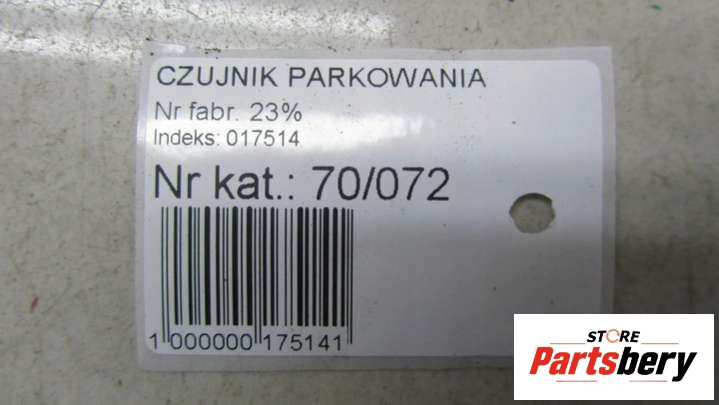 CZUJNIK PARKOWANIA
Nr fabr. 23%
Indeks: 017514
Nr kat.: 70/072
1 000000 175141
STORE
Partsbery